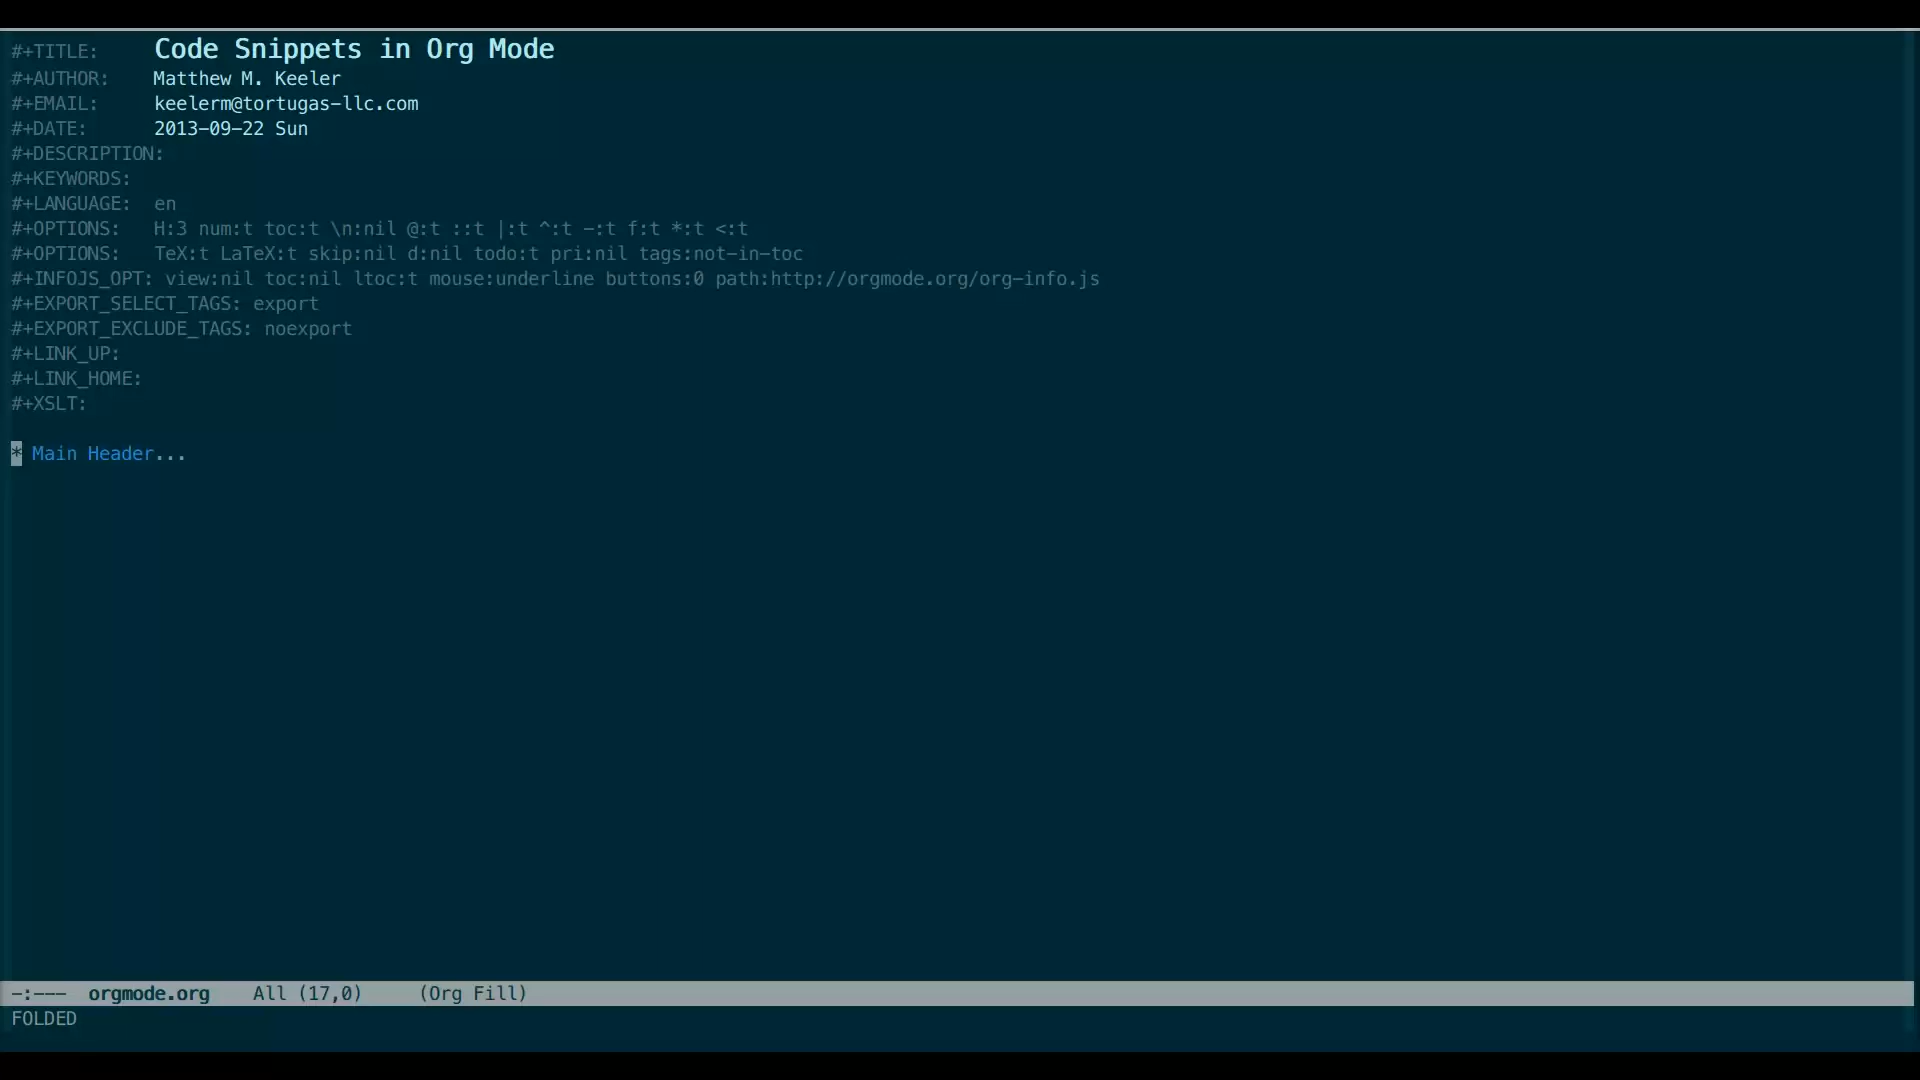 #+TITLE:     Code Snippets in Org Mode
#+AUTHOR:    Matthew M. Keeler
#+EMAIL:     keelerm@tortugas-llc.com
#+DATE:      2013-09-22 Sun
#+DESCRIPTION:
#+KEYWORDS:
#+LANGUAGE:  en
#+OPTIONS:   H:3 num:t toc:t \n:nil @:t ::t |:t ^:t -:t f:t *:t <:t
#+OPTIONS:   TeX:t LaTeX:t skip:nil d:nil todo:t pri:nil tags:not-in-toc
#+INFOJS_OPT: view:nil toc:nil ltoc:t mouse:underline buttons:0 path:http://orgmode.org/org-info.js
#+EXPORT_SELECT_TAGS: export
#+EXPORT_EXCLUDE_TAGS: noexport
#+LINK_UP:
#+LINK_HOME:
#+XSLT:
* Main Header...
-:---  orgmode.org    All (17,0)     (Org Fill)
FOLDED